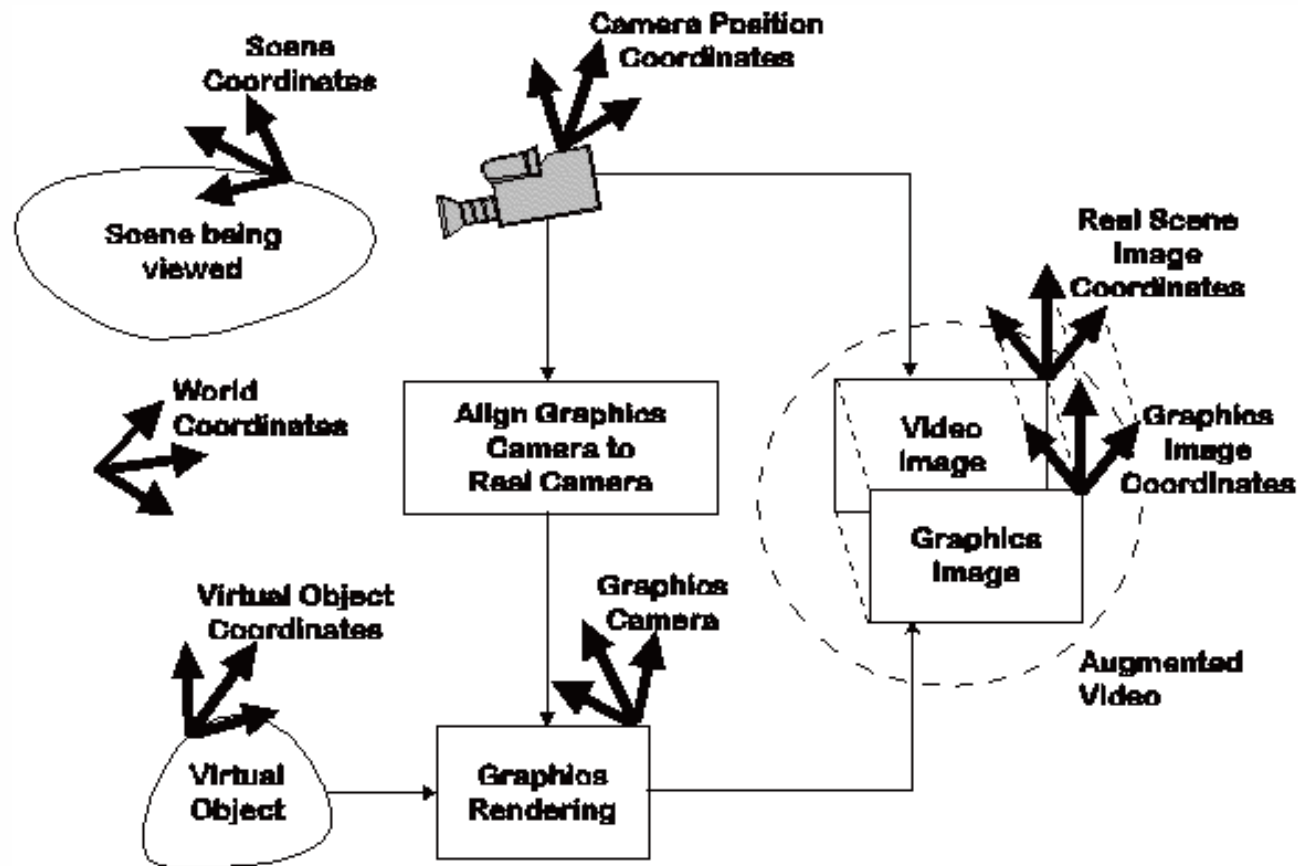 Scene
Coordinates
Camera Position
Coordinates
Scene being
viewed
Real Scene
Image
Coordinates
World
Coordinates
Align Graphics
Camera to
Real Camera
Video
Image
Graphics
Image
Coordinates
Graphics
Image
Virtual Object
Coordinates
Graphics
Camera
Augmented
Video
Virtual
Object
Graphics
Rendering